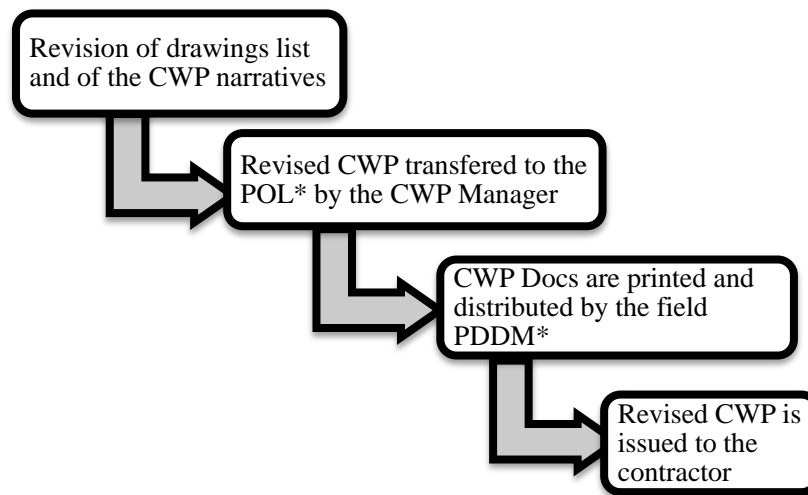 Revision of drawings list
and of the CWP narratives
Revised CWP transfered to the
POL* by the CWP Manager
CWP Docs are printed and
distributed by the field
PDDM*
Revised CWP is
issued to the
contractor